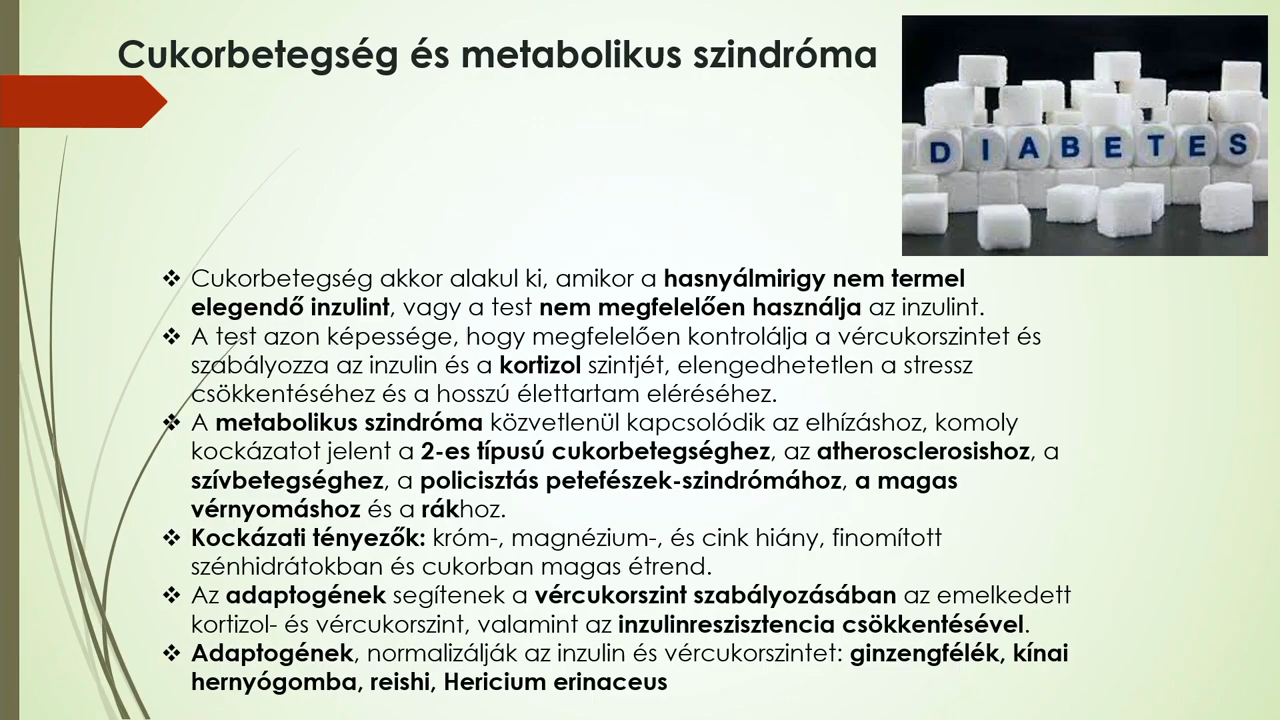 Cukorbetegség és metabolikus szindróma
DIABETES
❖ Cukorbetegség akkor alakul ki, amikor a hasnyálmirigy nem termel
elegendő inzulint, vagy a test nem megfelelően használja az inzulint.
❖ A test azon képessége, hogy megfelelően kontrolálja a vércukorszintet és
szabályozza az inzulin és a kortizol szintjét, elengedhetetlen a stressz
csökkentéséhez és a hosszú élettartam eléréséhez.
❖ A metabolikus szindróma közvetlenül kapcsolódik az elhízáshoz, komoly
kockázatot jelent a 2-es típusú cukorbetegséghez, az atherosclerosishoz, a
szívbetegséghez, a policisztás petefészek-szindrómához, a magas
vérnyomáshoz és a rákhoz.
❖ Kockázati tényezők: króm-, magnézium-, és cink hiány, finomított
szénhidrátokban és cukorban magas étrend.
❖ Az adaptogének segítenek a vércukorszint szabályozásában az emelkedett
kortizol- és vércukorszint, valamint az inzulinreszisztencia csökkentésével.
❖ Adaptogének, normalizálják az inzulin és vércukorszintet: ginzengfélék, kínai
hernyógomba, reishi, Hericium erinaceus